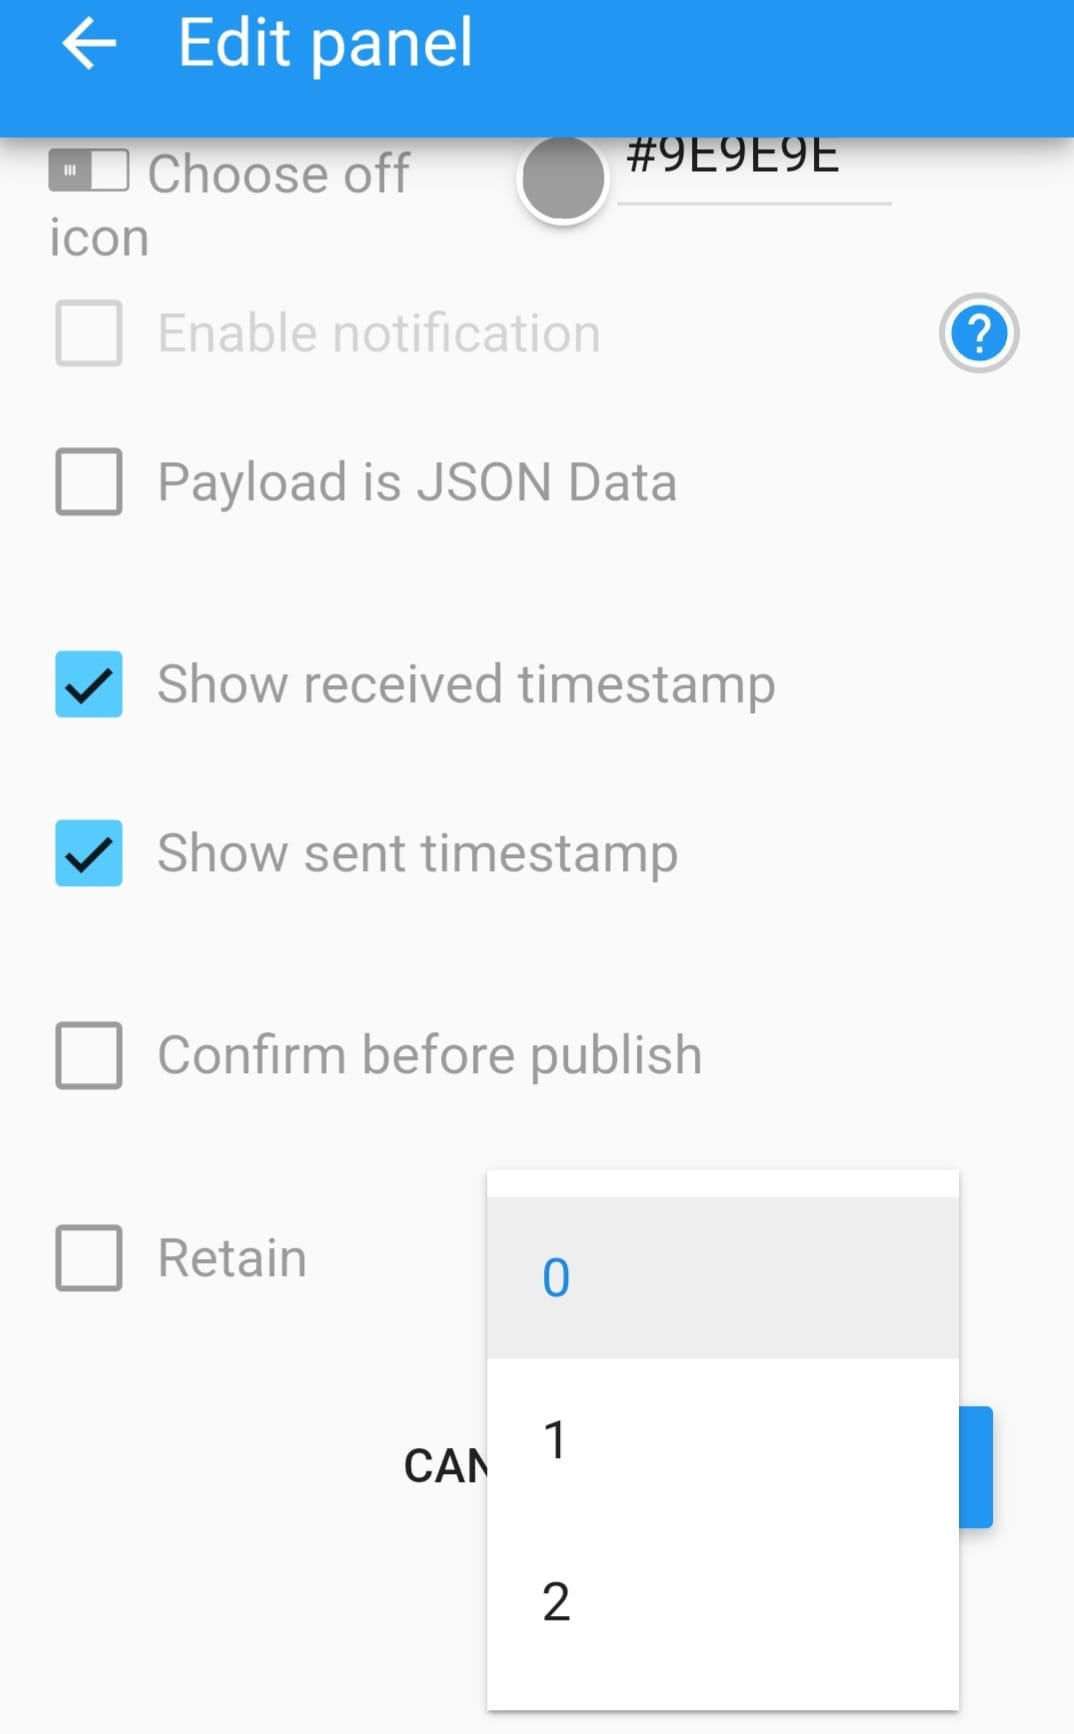 Edit panel
Choose off
icon
#9E9E9E
Enable notification
?
Payload is JSON Data
Show received timestamp
Show sent timestamp
Confirm before publish
Retain
0
1
2
CAN